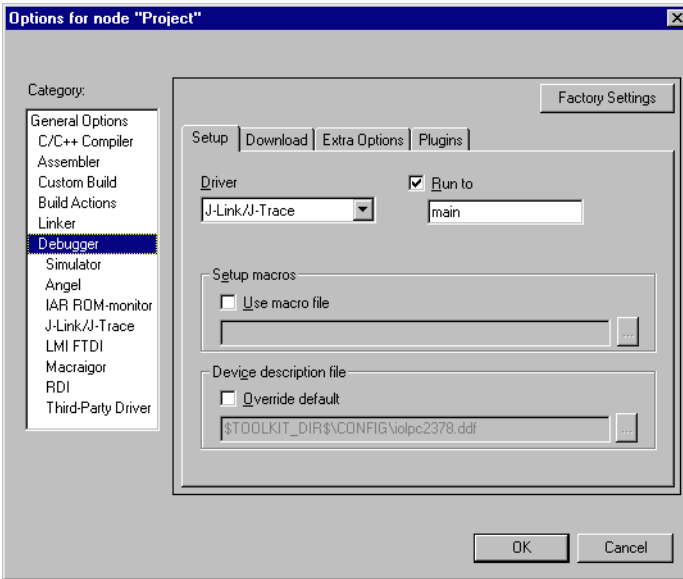 Options for node "Project"
Category:
General Options
C/C++ Compiler
Assembler
Custom Build
Build Actions
Linker
Debugger
Simulator
Angel
IAR ROM-monitor
J-Link/J-Trace
LMI FTDI
Macraigor
RDI
Third-Party Driver
Factory Settings
Setup Download Extra Options Plugins
Driver Run to
J-Link/J-Trace main
Setup macros
Use macro file
...
Device description file
Override default
$TOOLKIT_DIR$\CONFIG\iolpc2378.ddf ...
OK Cancel